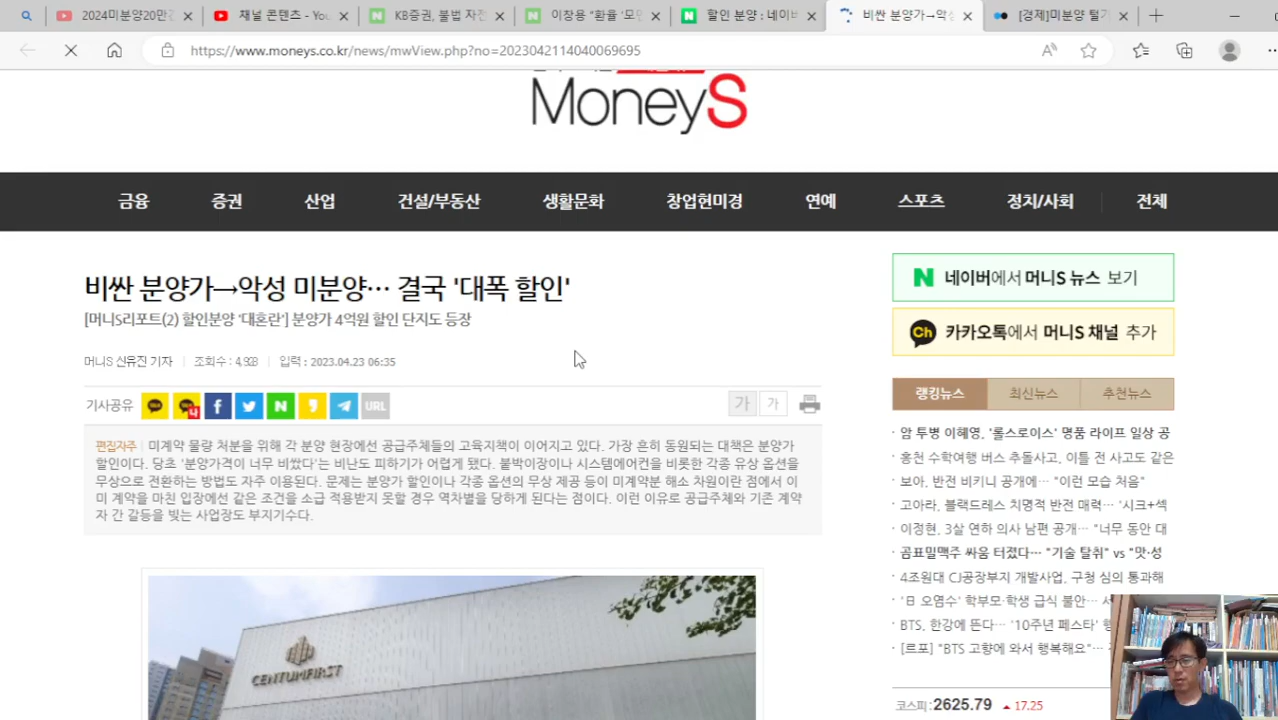 2024미분양20만
채널 콘텐츠 - You
KB증권, 불법 자전
이창용 "환율 '모
할인 분양 : 네이버
비싼 분양가→악성
[경제]미분양 털기
https://www.moneys.co.kr/news/mwView.php?no=2023042114040069695
MoneyS
금융 증권 산업 건설/부동산 생활문화 창업현미경 연예 스포츠 정치/사회 전체
비싼 분양가→악성 미분양… 결국 '대폭 할인'
[머니S리포트(2) 할인분양 '대혼란'] 분양가 4억원 할인 단지도 등장
머니S 신유진 기자 조회수 : 4,928 입력 : 2023.04.23 06:35
기사공유 N URL 가 가
편집자주 미계약 물량 처분을 위해 각 분양 현장에선 공급주체들의 고육지책이 이어지고 있다. 가장 흔히 동원되는 대책은 분양가
할인이다. 당초 '분양가격이 너무 비쌌다'는 비난도 피하기가 어렵게 됐다. 붙박이장이나 시스템에어컨을 비롯한 각종 유상 옵션을
무상으로 전환하는 방법도 자주 이용된다. 문제는 분양가 할인이나 각종 옵션의 무상 제공 등이 미계약분 해소 차원이란 점에서 이
미 계약을 마친 입장에선 같은 조건을 소급 적용받지 못할 경우 역차별을 당하게 된다는 점이다. 이런 이유로 공급주체와 기존 계약
자 간 갈등을 빚는 사업장도 부지기수다.
CENTUMFIRST
N 네이버에서 머니S 뉴스 보기
Ch 카카오톡에서 머니S 채널 추가
랭킹뉴스 최신뉴스 추천뉴스
· 암 투병 이혜영, '롤스로이스' 명품 라이프 일상 공
· 홍천 수학여행 버스 추돌사고, 이틀 전 사고도 같은
· 보아, 반전 비키니 공개에… "이런 모습 처음"
· 고아라, 블랙드레스 치명적 반전 매력… '시크+섹
· 이정현, 3살 연하 의사 남편 공개… "너무 동안 대
· 곰표밀맥주 싸움 터졌다… "기술 탈취" vs "맛·성
· 4조원대 CJ공장부지 개발사업, 구청 심의 통과해
· '日 오염수' 학부모·학생 급식 불안…
· BTS, 한강에 뜬다… '10주년 페스타'
· [르포] "BTS 고향에 와서 행복해요"…
코스피: 2625.79 ▲ 17.25